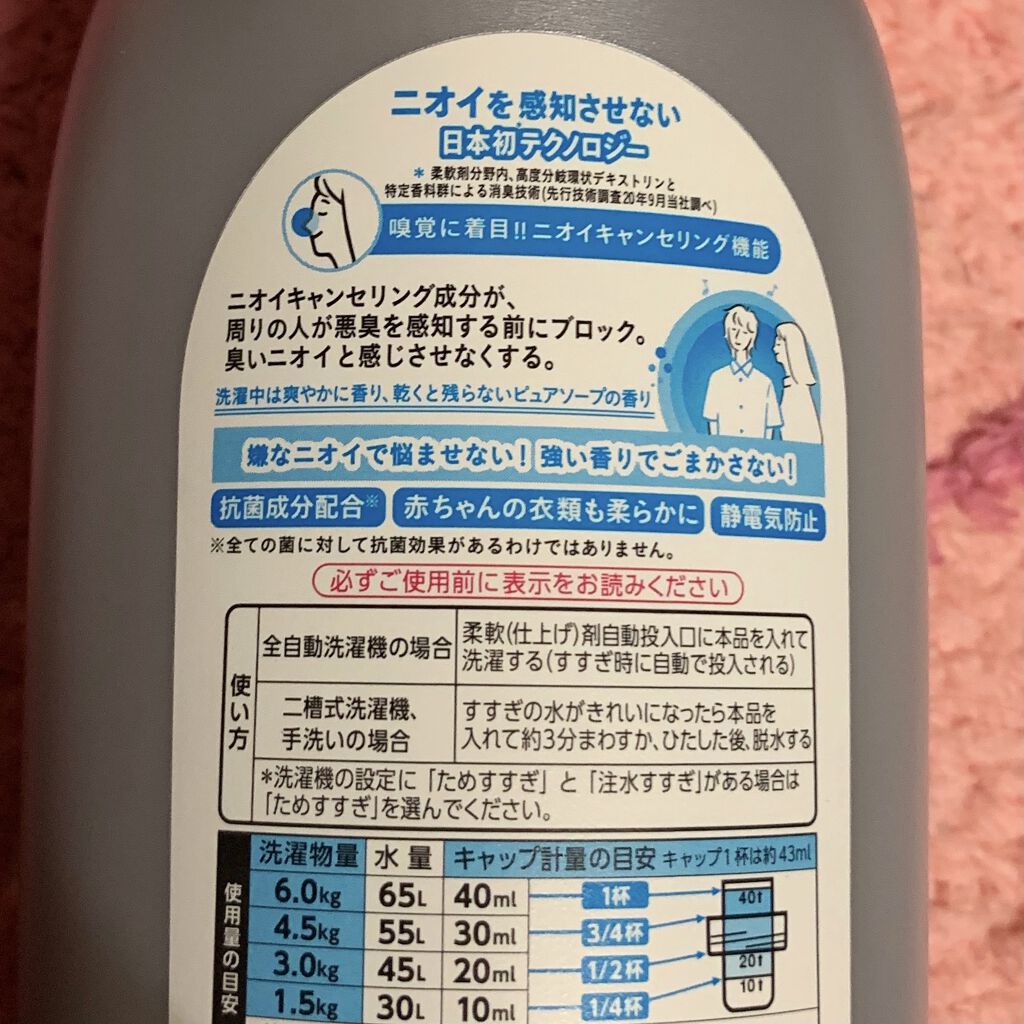 ニオイを感知させない
日本初テクノロジー
* 柔軟剤分野内、高度分岐環状デキストリンと
特定香料群による消臭技術(先行技術調査20年9月当社調べ)
嗅覚に着目!!ニオイキャンセリング機能
ニオイキャンセリング成分が、
周りの人が悪臭を感知する前にブロック。
臭いニオイと感じさせなくする。
洗濯中は爽やかに香り、乾くと残らないピュアソープの香り
嫌なニオイで悩ませない!強い香りでごまかさない!
抗菌成分配合※ 赤ちゃんの衣類も柔らかに 静電気防止
※全ての菌に対して抗菌効果があるわけではありません。
必ずご使用前に表示をお読みください
使い方
全自動洗濯機の場合
柔軟(仕上げ)剤自動投入口に本品を入れて
洗濯する(すすぎ時に自動で投入される)
二槽式洗濯機、
手洗いの場合
すすぎの水がきれいになったら本品を
入れて約3分まわすか、ひたした後、脱水する
*洗濯機の設定に「ためすすぎ」と「注水すすぎ」がある場合は
「ためすすぎ」を選んでください。
使用量の目安
洗濯物量 水量 キャップ計量の目安 キャップ1杯は約43ml
6.0kg 65L 40ml 1杯 40↑
4.5kg 55L 30ml 3/4杯
3.0kg 45L 20ml 1/2杯 20↑
1.5kg 30L 10ml 1/4杯 10↑